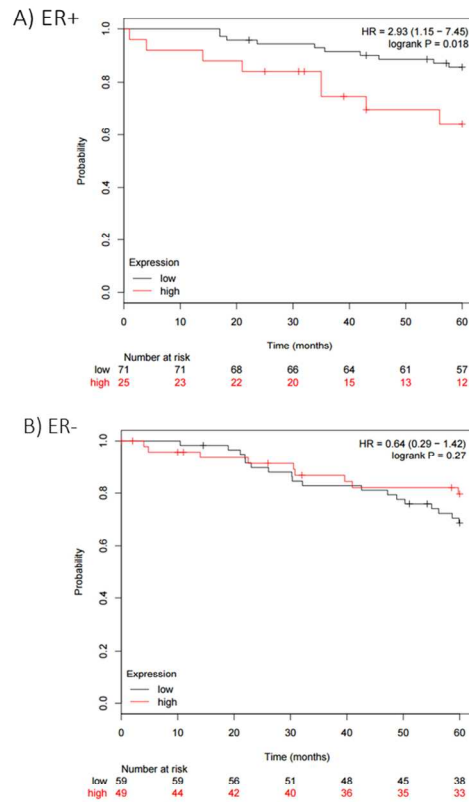 A) ER+
HR = 2.93 (1.15 − 7.45)
logrank P = 0.018
1.0
0.8
0.6
0.4
0.2
0.0
Probability
Expression
low
high
0 10 20 30 40 50 60
Time (months)
Number at risk
low 71 71 68 66 64 61 57
high 25 23 22 20 15 13 12
B) ER-
HR = 0.64 (0.29 − 1.42)
logrank P = 0.27
1.0
0.8
0.6
0.4
0.2
0.0
Probability
Expression
low
high
0 10 20 30 40 50 60
Time (months)
Number at risk
low 59 59 56 51 48 45 38
high 49 44 42 40 36 35 33